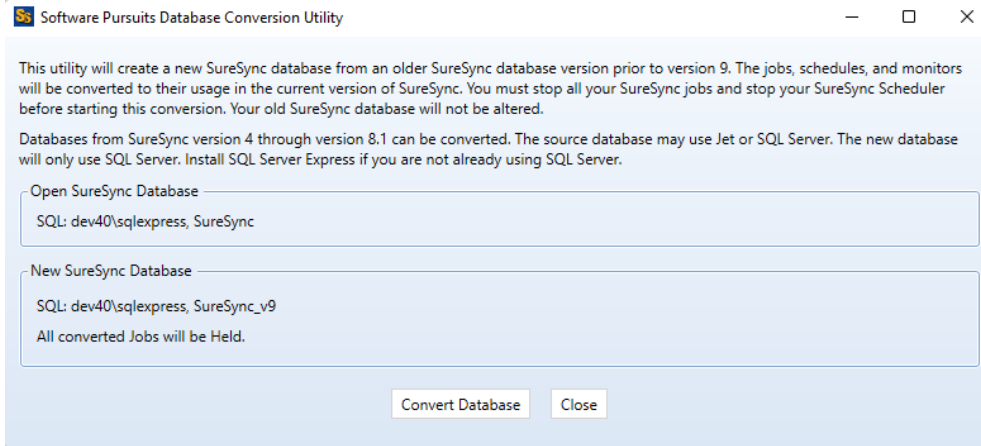 Ss Software Pursuits Database Conversion Utility
This utility will create a new SureSync database from an older SureSync database version prior to version 9. The jobs, schedules, and monitors
will be converted to their usage in the current version of SureSync. You must stop all your SureSync jobs and stop your SureSync Scheduler
before starting this conversion. Your old SureSync database will not be altered.
Databases from SureSync version 4 through version 8.1 can be converted. The source database may use Jet or SQL Server. The new database
will only use SQL Server. Install SQL Server Express if you are not already using SQL Server.
Open SureSync Database
SQL: dev40\sqlexpress, SureSync
New SureSync Database
SQL: dev40\sqlexpress, SureSync_v9
All converted Jobs will be Held.
Convert Database Close